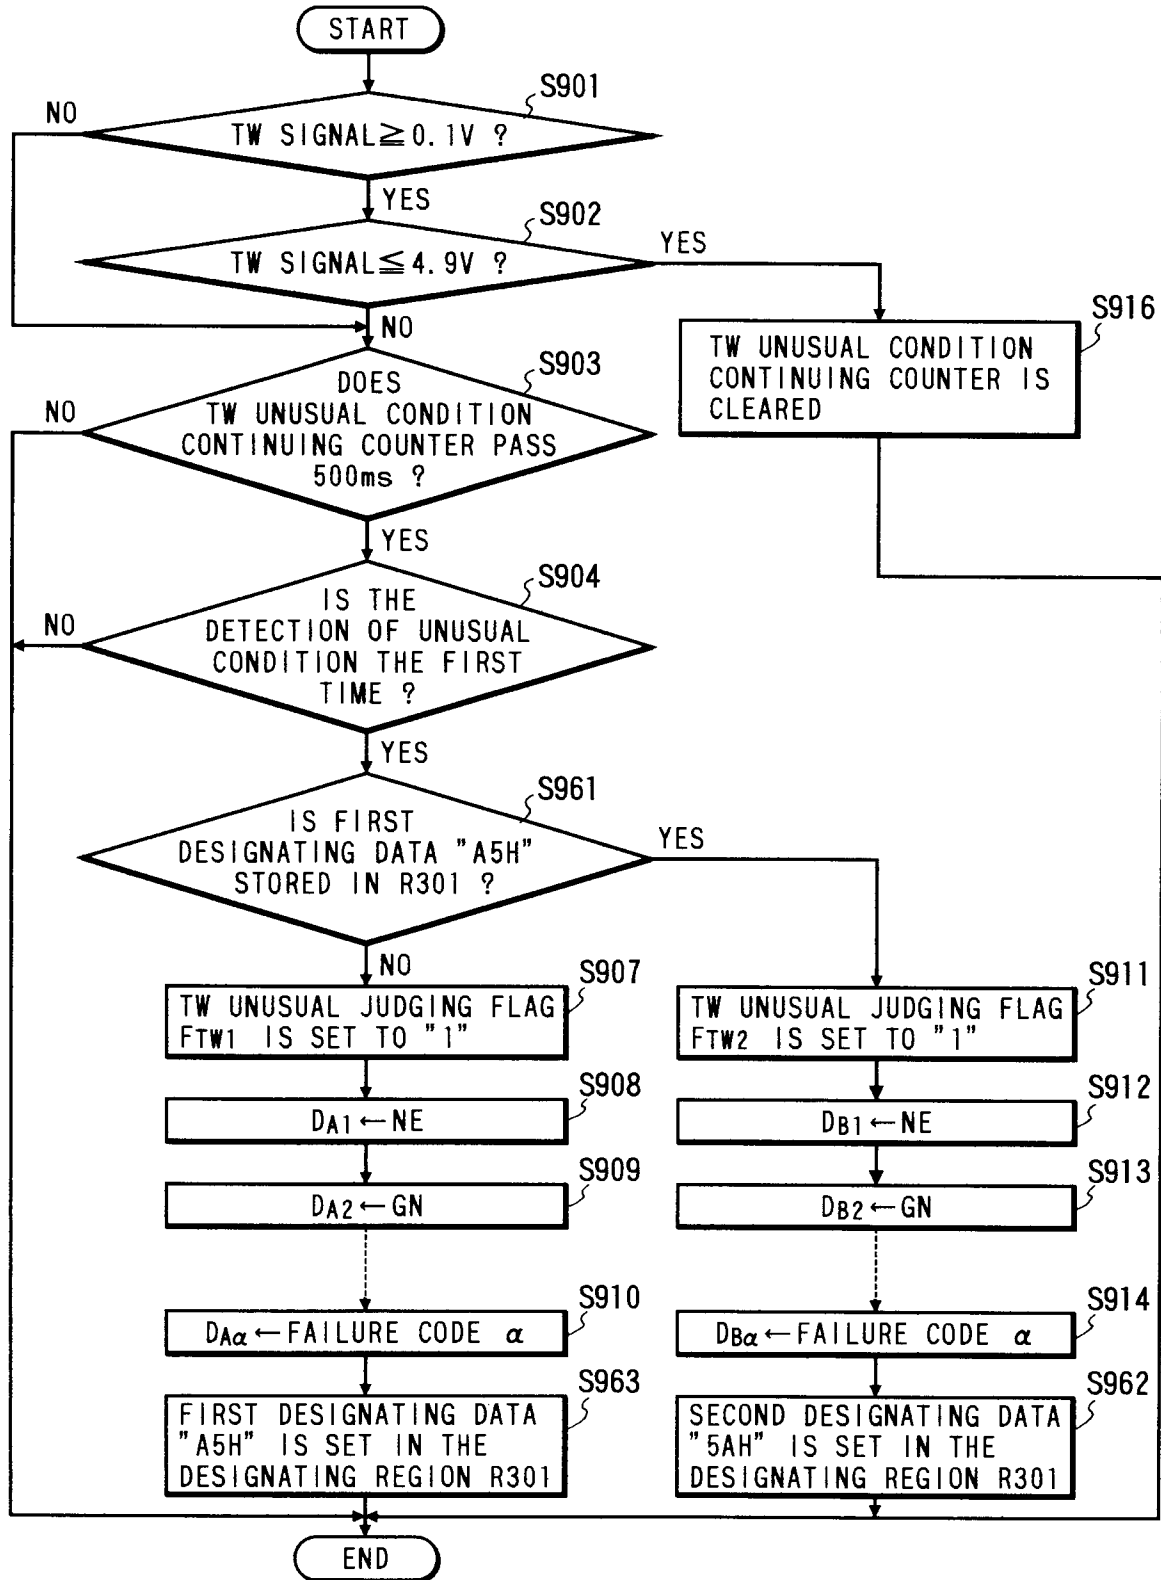 START
S901
NO
TW SIGNAL≧0.1V ?
YES
S902
YES
TW SIGNAL≦4.9V ?
NO
S916
TW UNUSUAL CONDITION
CONTINUING COUNTER IS
CLEARED
S903
NO
DOES
TW UNUSUAL CONDITION
CONTINUING COUNTER PASS
500ms ?
YES
S904
NO
IS THE
DETECTION OF UNUSUAL
CONDITION THE FIRST
TIME ?
YES
S961
YES
IS FIRST
DESIGNATING DATA "A5H"
STORED IN R301 ?
NO
S907
TW UNUSUAL JUDGING FLAG
FTW1 IS SET TO "1"
S908
DA1←NE
S909
DA2←GN
S910
DAα←FAILURE CODE α
S963
FIRST DESIGNATING DATA
"A5H" IS SET IN THE
DESIGNATING REGION R301
S911
TW UNUSUAL JUDGING FLAG
FTW2 IS SET TO "1"
S912
DB1←NE
S913
DB2←GN
S914
DBα←FAILURE CODE α
S962
SECOND DESIGNATING DATA
"5AH" IS SET IN THE
DESIGNATING REGION R301
END